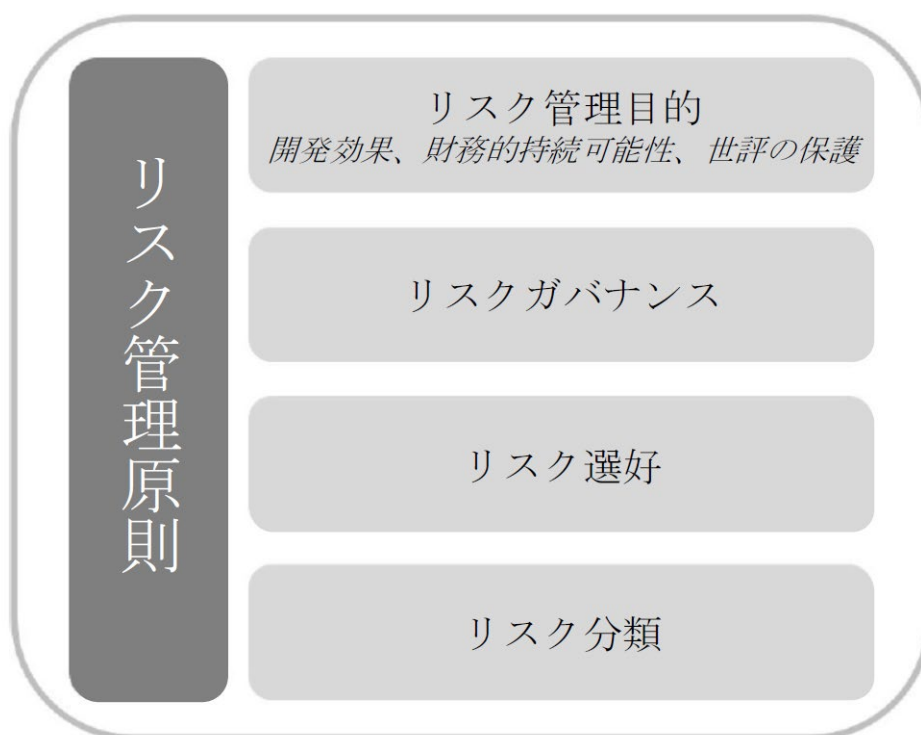 リスク管理原則
リスク管理目的
開発効果、財務的持続可能性、世評の保護
リスクガバナンス
リスク選好
リスク分類